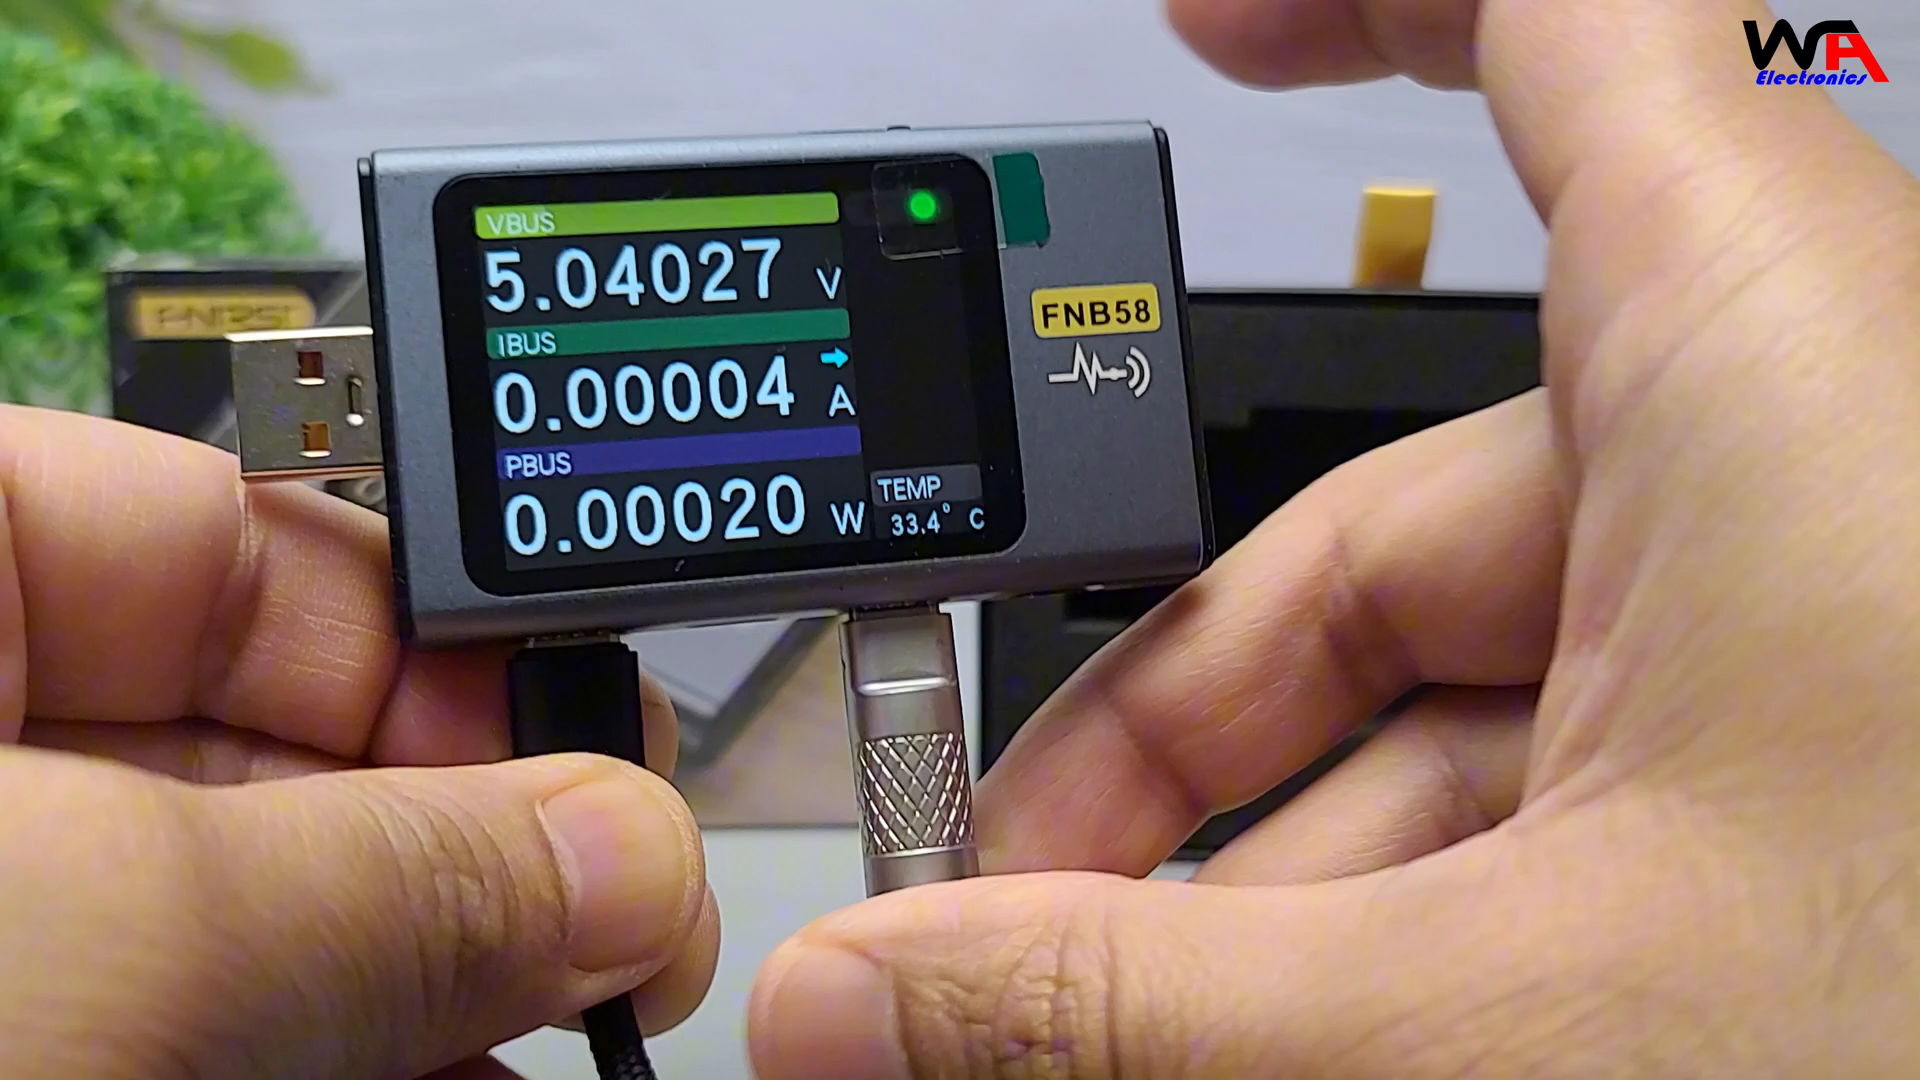 WA
Electronics
VBUS
5.04027 V
IBUS
0.00004 A
PBUS
0.00020 W
TEMP
33.4° C
FNB58
FNIRSI